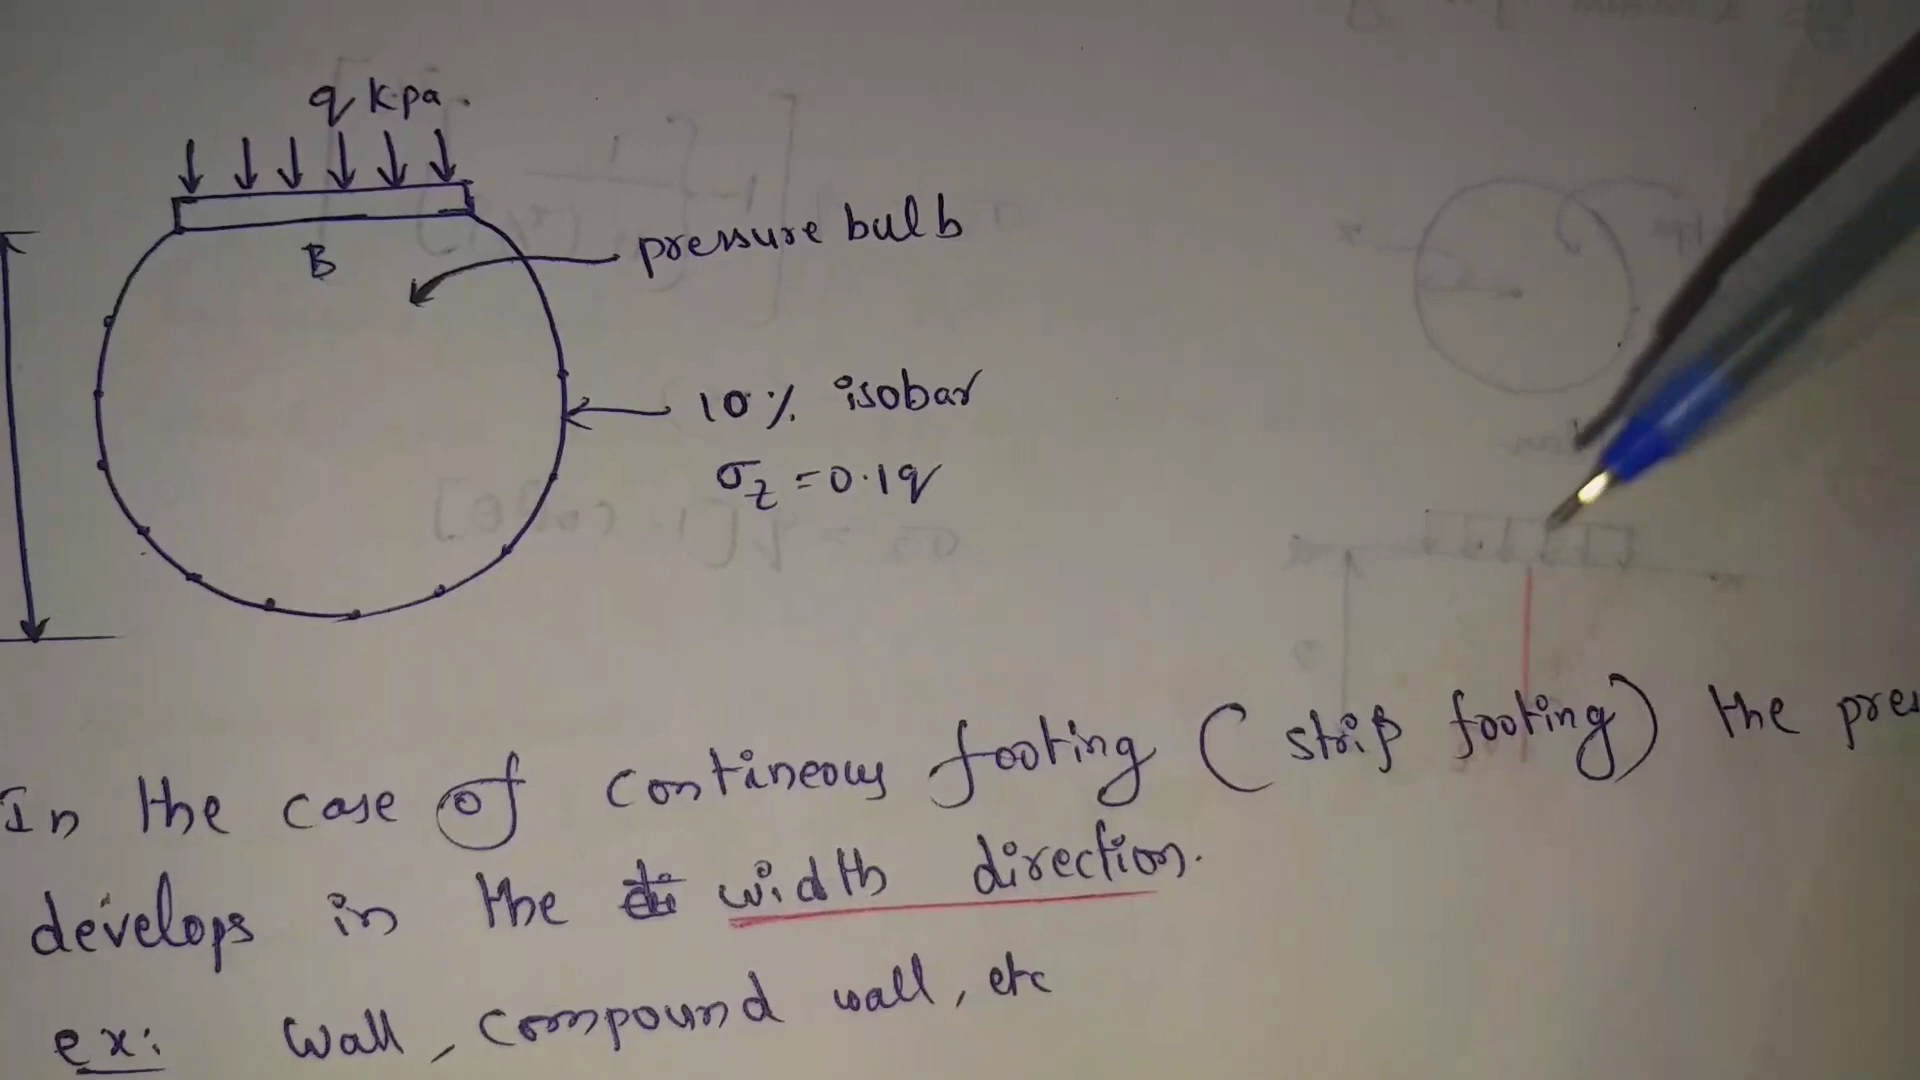 q kpa.
B
pressure bulb
10% isobar
σz = 0.1q
In the case of contineous footing (strip footing) the pres
develops in the width direction.
ex: wall, compound wall, etc